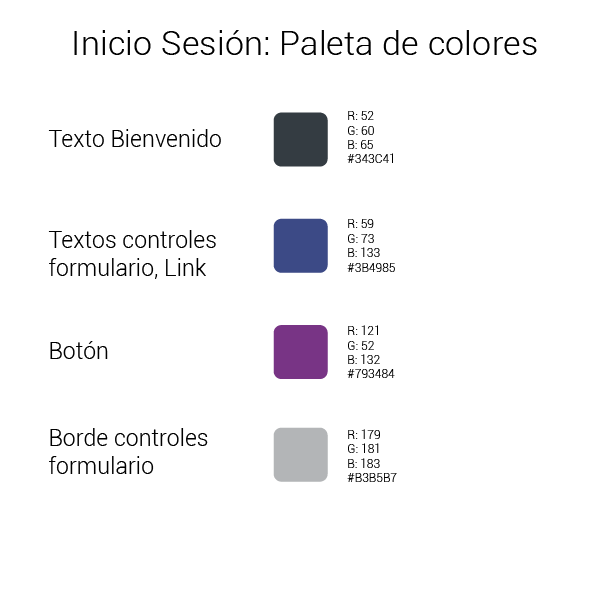 Inicio Sesión: Paleta de colores
Texto Bienvenido
R: 52
G: 60
B: 65
#343C41
Textos controles
formulario, Link
R: 59
G: 73
B: 133
#3B4985
Botón
R: 121
G: 52
B: 132
#793484
Borde controles
formulario
R: 179
G: 181
B: 183
#B3B5B7